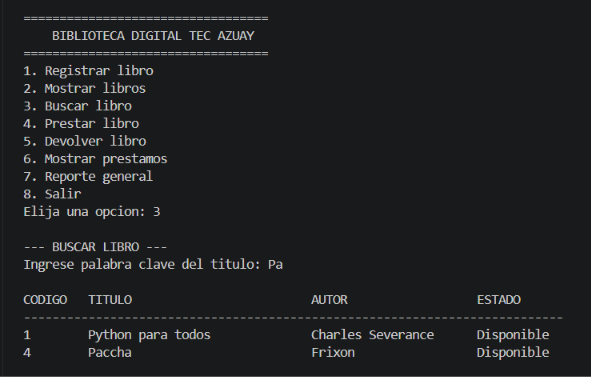 ==================================
BIBLIOTECA DIGITAL TEC AZUAY
==================================
1. Registrar libro
2. Mostrar libros
3. Buscar libro
4. Prestar libro
5. Devolver libro
6. Mostrar prestamos
7. Reporte general
8. Salir
Elija una opcion: 3
--- BUSCAR LIBRO ---
Ingrese palabra clave del titulo: Pa
CODIGO TITULO AUTOR ESTADO
---------------------------------------------------------------------------
1 Python para todos Charles Severance Disponible
4 Paccha Frixon Disponible